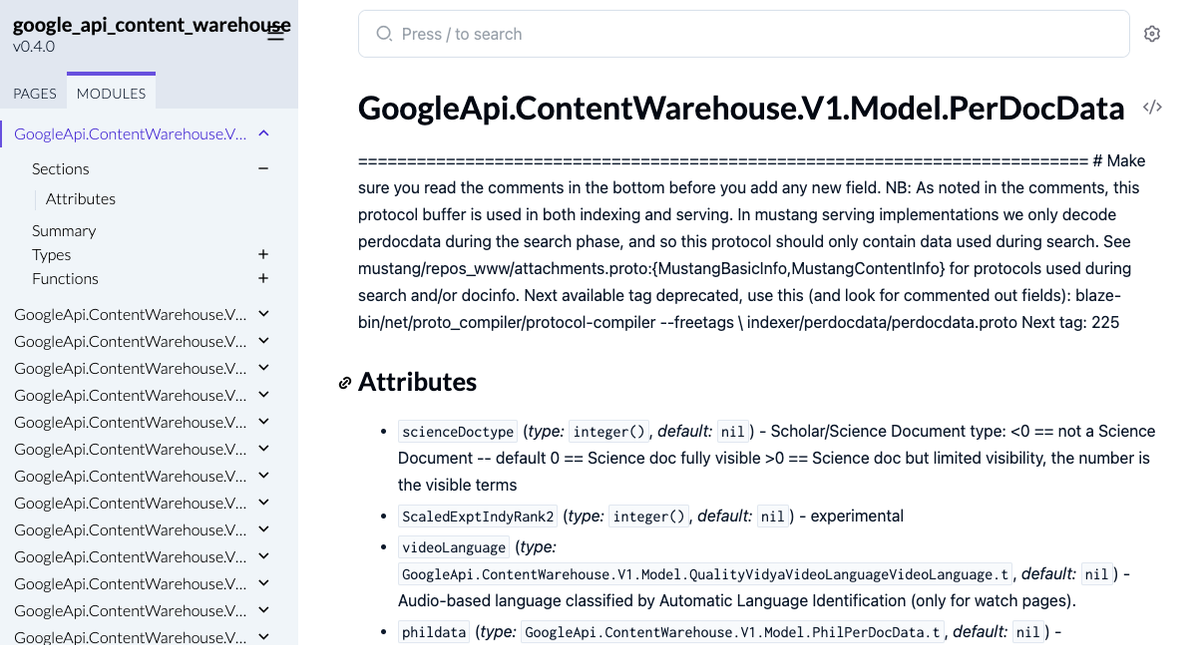 google_api_content_warehouse
v0.4.0
PAGES
MODULES
GoogleApi.ContentWarehouse.V...
Sections
Attributes
Summary
Types
Functions
GoogleApi.ContentWarehouse.V...
GoogleApi.ContentWarehouse.V...
GoogleApi.ContentWarehouse.V...
GoogleApi.ContentWarehouse.V...
GoogleApi.ContentWarehouse.V...
GoogleApi.ContentWarehouse.V...
GoogleApi.ContentWarehouse.V...
GoogleApi.ContentWarehouse.V...
GoogleApi.ContentWarehouse.V...
GoogleApi.ContentWarehouse.V...
GoogleApi.ContentWarehouse.V...
GoogleApi.ContentWarehouse.V...
GoogleApi.ContentWarehouse.V...
Press / to search
GoogleApi.ContentWarehouse.V1.Model.PerDocData
</>
=========================================================================== # Make
sure you read the comments in the bottom before you add any new field. NB: As noted in the comments, this
protocol buffer is used in both indexing and serving. In mustang serving implementations we only decode
perdocdata during the search phase, and so this protocol should only contain data used during search. See
mustang/repos_www/attachments.proto:{MustangBasicInfo,MustangContentInfo} for protocols used during
search and/or docinfo. Next available tag deprecated, use this (and look for commented out fields): blaze-
bin/net/proto_compiler/protocol-compiler --freetags \ indexer/perdocdata/perdocdata.proto Next tag: 225
Attributes
• scienceDoctype (type: integer(), default: nil) - Scholar/Science Document type: <0 == not a Science
Document -- default 0 == Science doc fully visible >0 == Science doc but limited visibility, the number is
the visible terms
• ScaledExptIndyRank2 (type: integer(), default: nil) - experimental
• videoLanguage (type:
GoogleApi.ContentWarehouse.V1.Model.QualityVidyaVideoLanguageVideoLanguage.t, default: nil) -
Audio-based language classified by Automatic Language Identification (only for watch pages).
• phildata (type: GoogleApi.ContentWarehouse.V1.Model.PhilPerDocData.t, default: nil) -